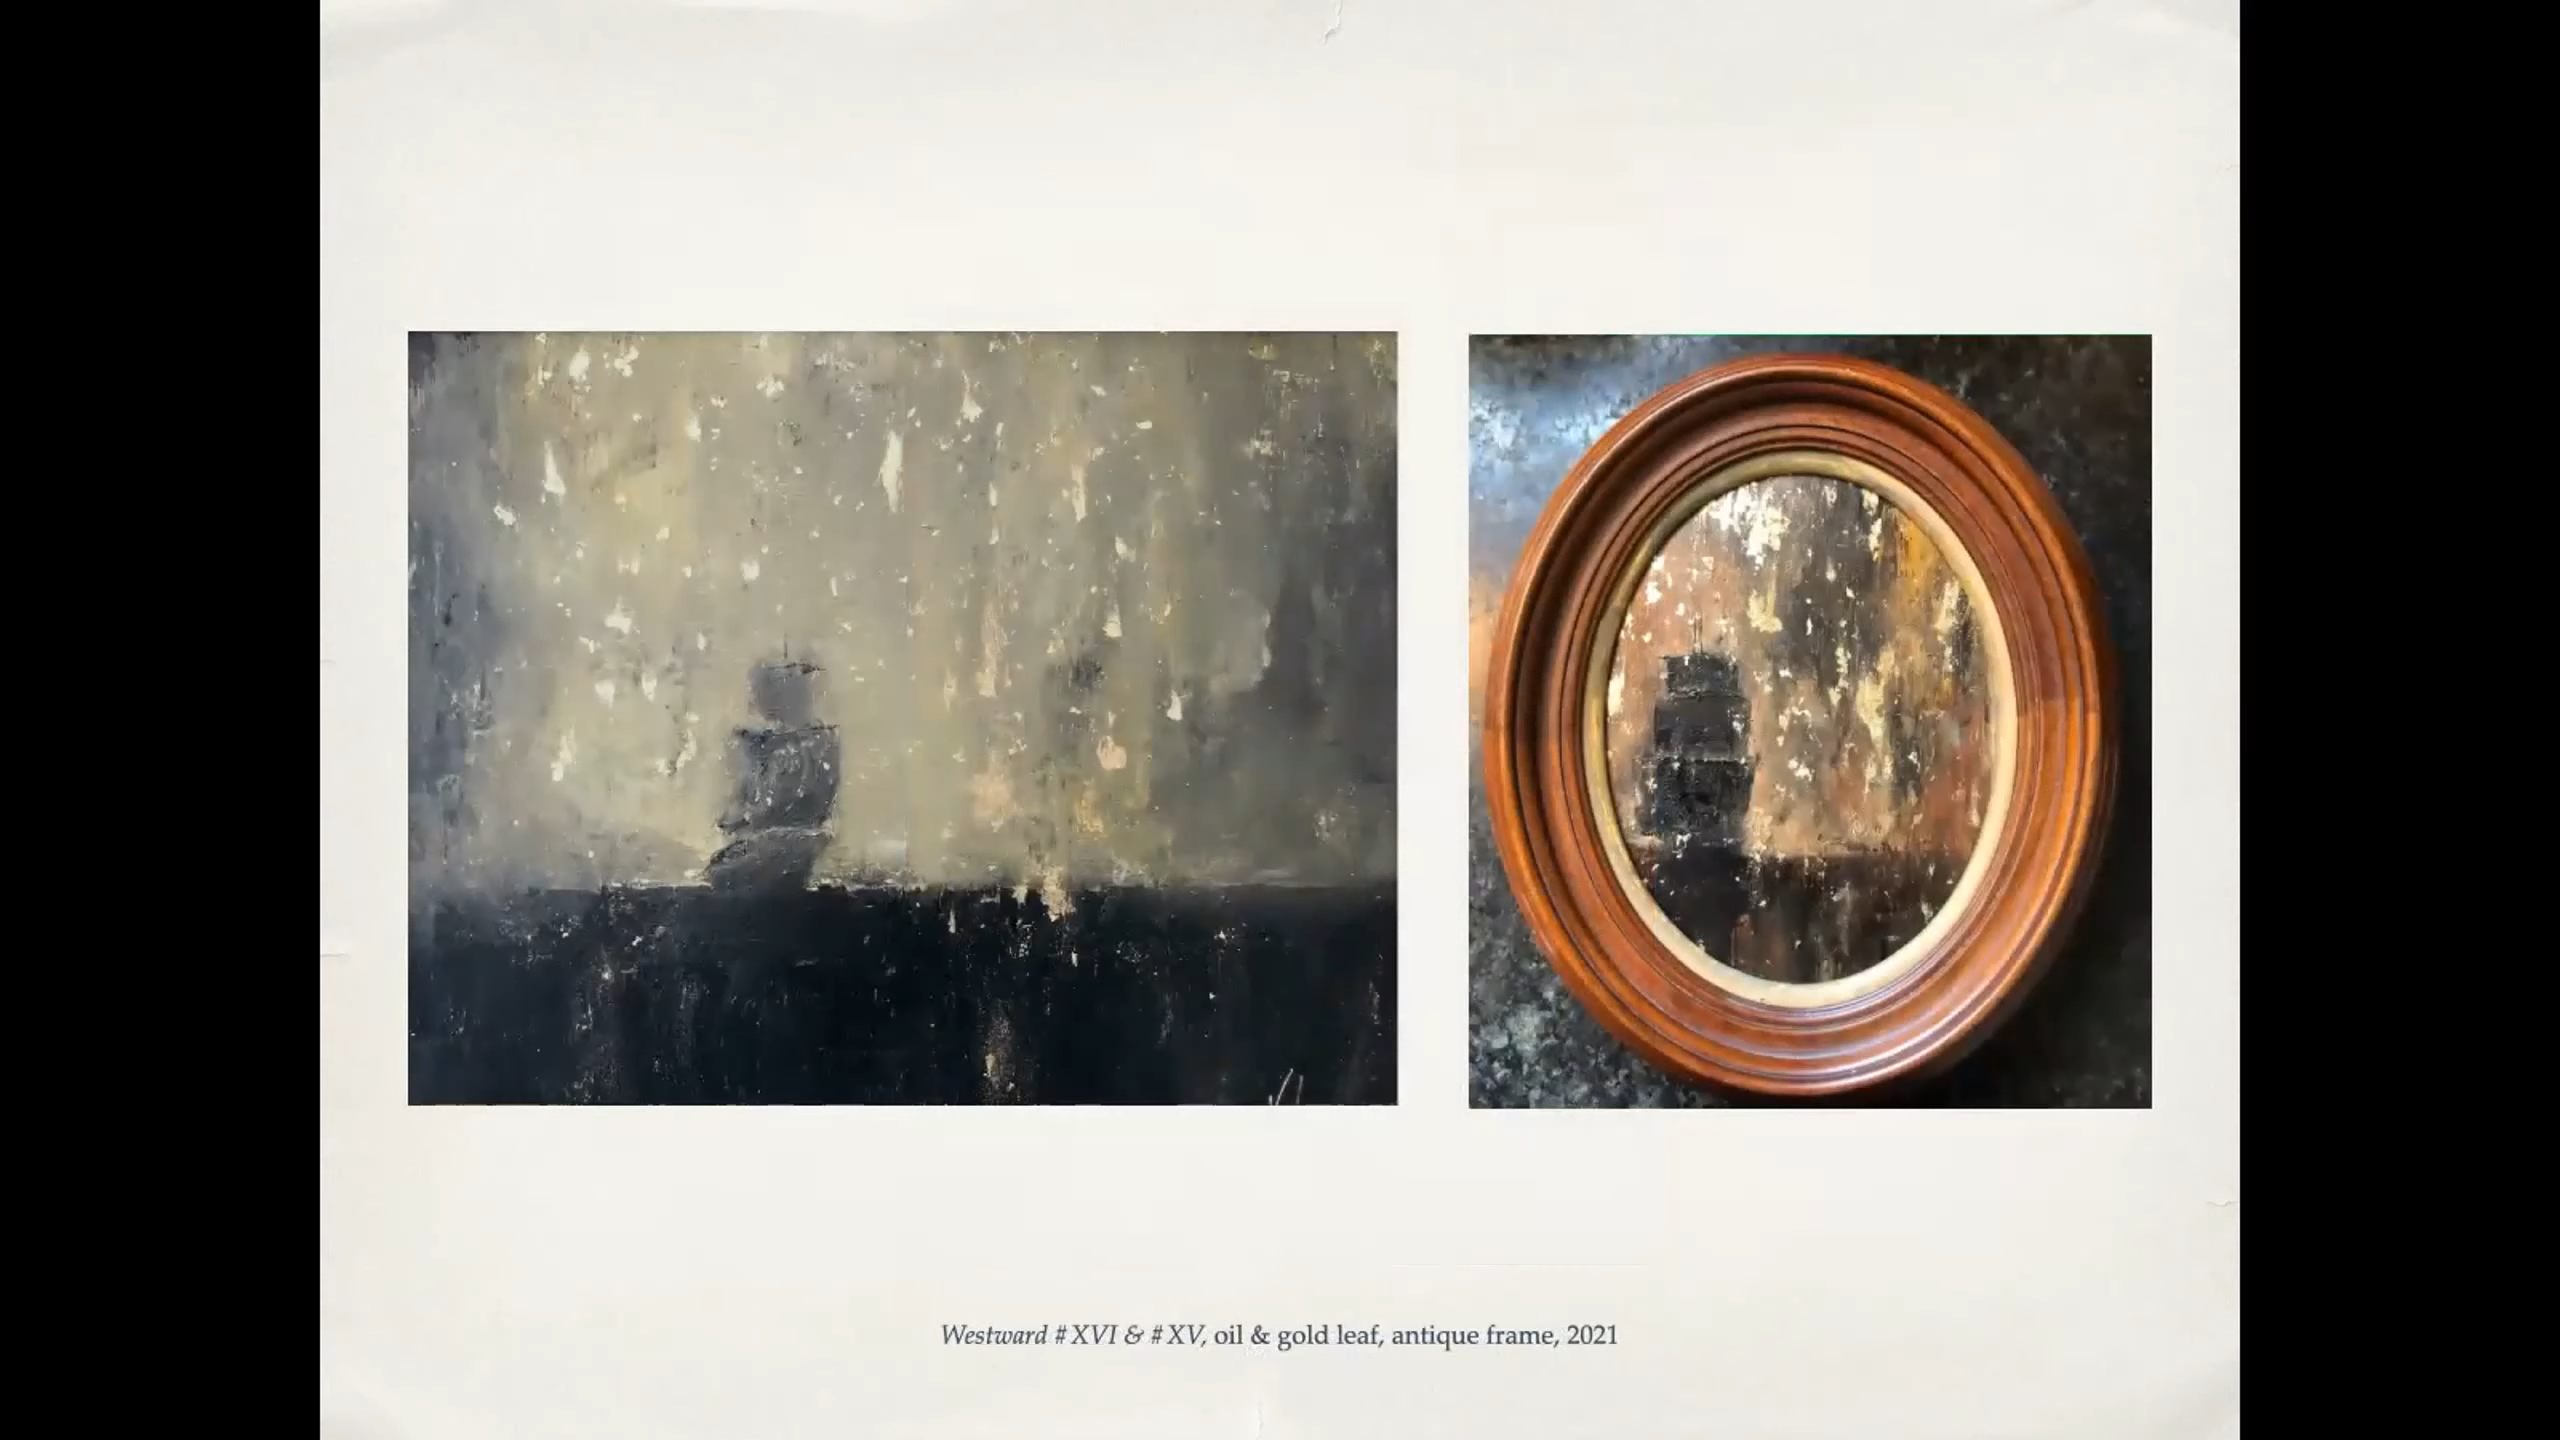 Westward #XVI & #XV, oil & gold leaf, antique frame, 2021